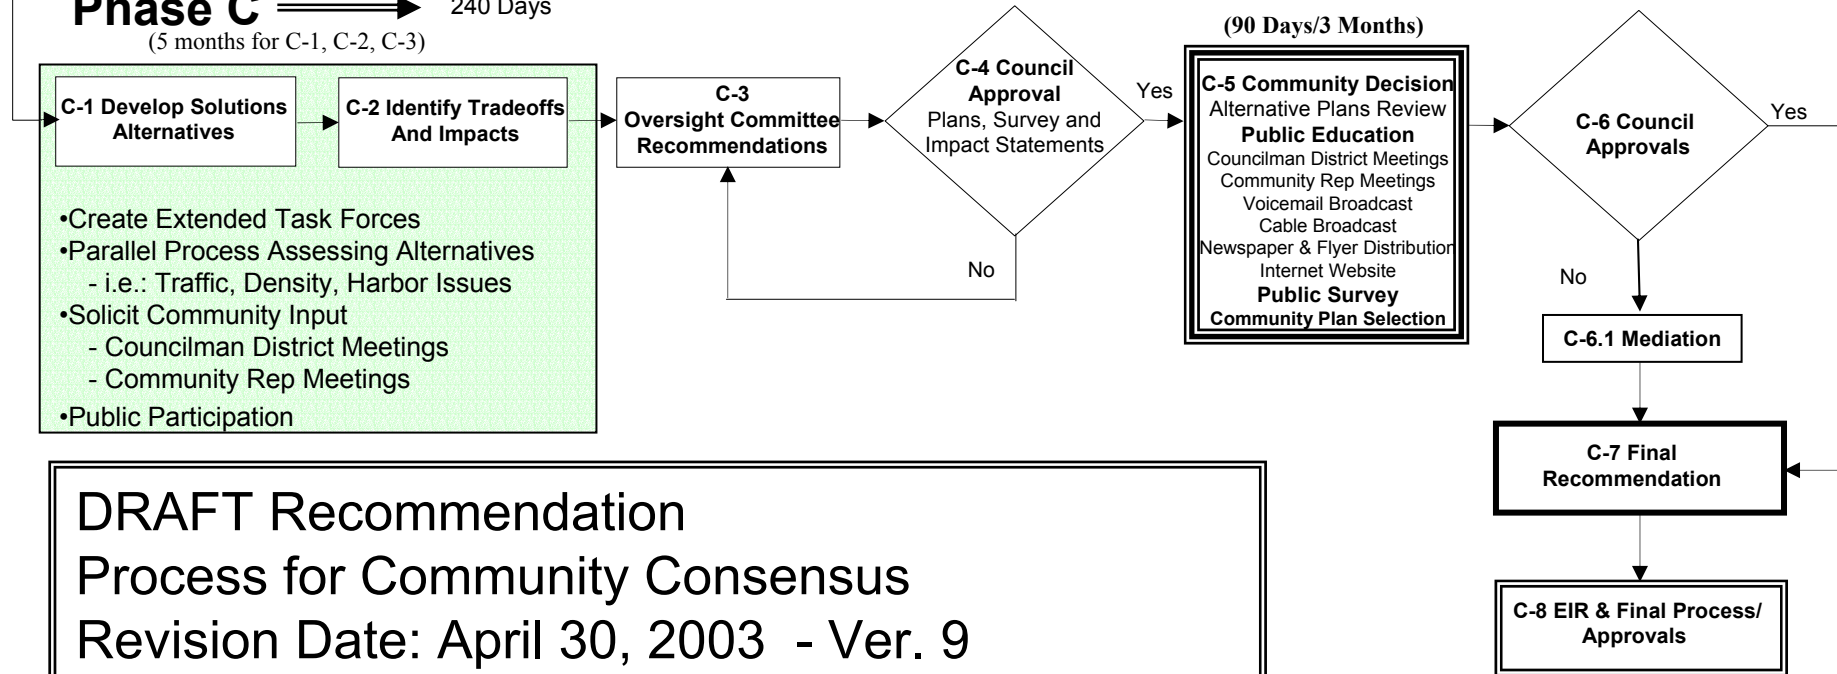 Phase C
240 Days
(5 months for C-1, C-2, C-3)
C-1 Develop Solutions
Alternatives
C-2 Identify Tradeoffs
And Impacts
•Create Extended Task Forces
•Parallel Process Assessing Alternatives
- i.e.: Traffic, Density, Harbor Issues
•Solicit Community Input
- Councilman District Meetings
- Community Rep Meetings
•Public Participation
C-3
Oversight Committee
Recommendations
C-4 Council
Approval
Plans, Survey and
Impact Statements
Yes
No
(90 Days/3 Months)
C-5 Community Decision
Alternative Plans Review
Public Education
Councilman District Meetings
Community Rep Meetings
Voicemail Broadcast
Cable Broadcast
Newspaper & Flyer Distribution
Internet Website
Public Survey
Community Plan Selection
C-6 Council
Approvals
Yes
No
C-6.1 Mediation
C-7 Final
Recommendation
C-8 EIR & Final Process/
Approvals
DRAFT Recommendation
Process for Community Consensus
Revision Date: April 30, 2003 - Ver. 9